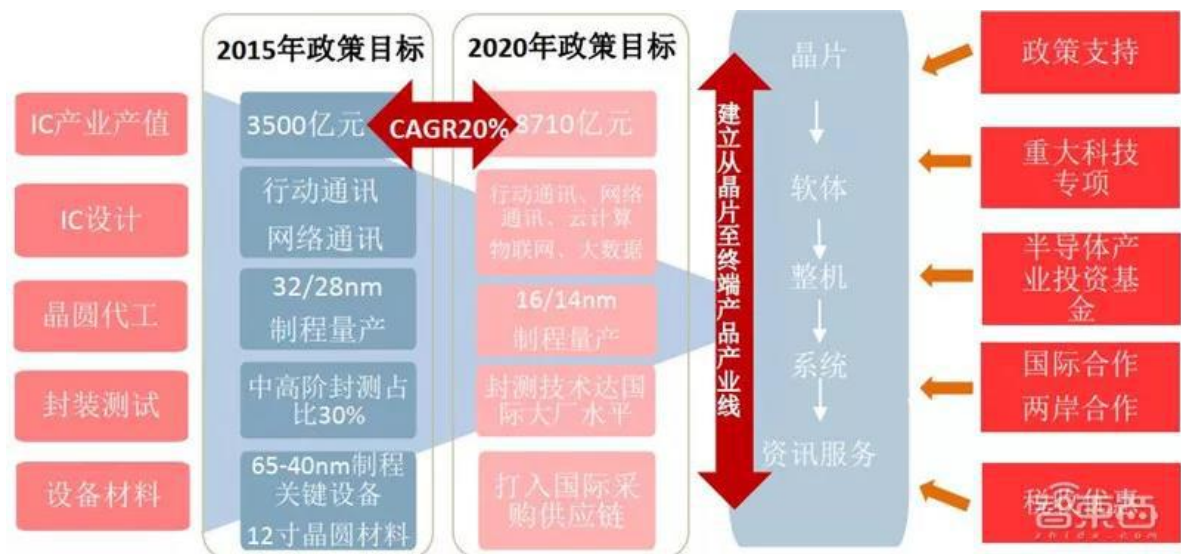 2015年政策目标
2020年政策目标
IC产业产值
3500亿元
CAGR20%
8710亿元
IC设计
行动通讯
网络通讯
行动通讯、网络
通讯、云计算
物联网、大数据
晶圆代工
32/28nm
制程量产
16/14nm
制程量产
封装测试
中高阶封测占
比30%
封测技术达国
际大厂水平
设备材料
65-40nm制程
关键设备
12寸晶圆材料
打入国际采
购供应链
建立从晶片至终端产品产业线
晶片
软体
整机
系统
资讯服务
政策支持
重大科技
专项
半导体产
业投资基
金
国际合作
两岸合作
税收优惠
智东西
zhidx.com